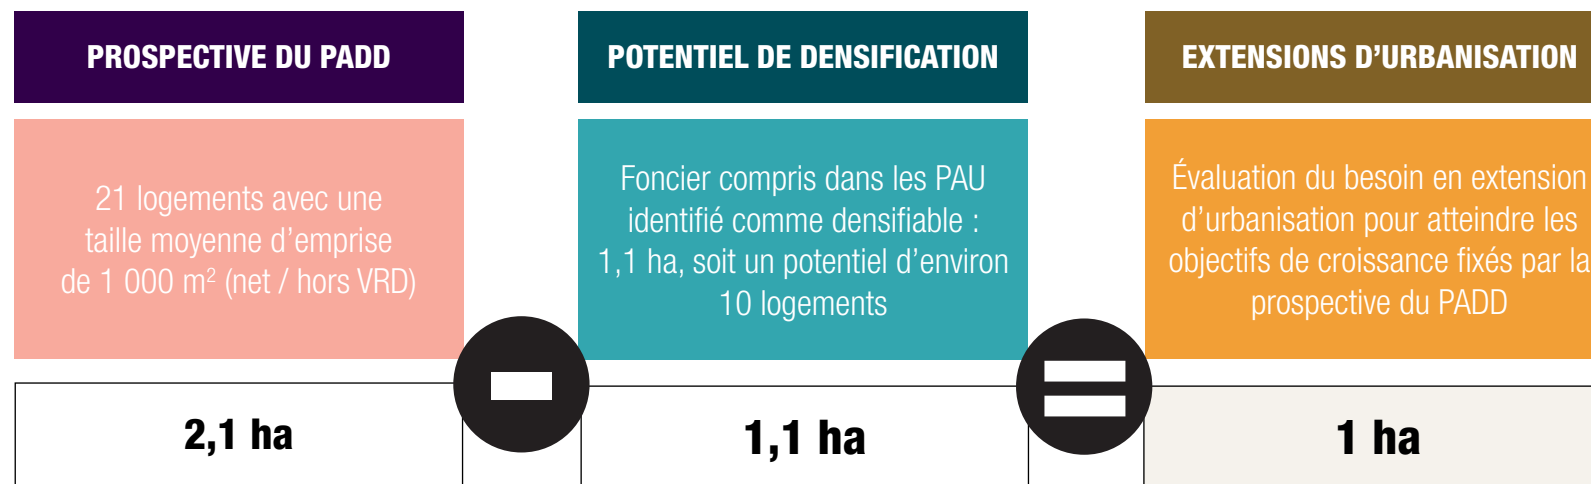 PROSPECTIVE DU PADD
21 logements avec une
taille moyenne d'emprise
de 1 000 m² (net / hors VRD)
2,1 ha
POTENTIEL DE DENSIFICATION
Foncier compris dans les PAU
identifié comme densifiable :
1,1 ha, soit un potentiel d'environ
10 logements
1,1 ha
EXTENSIONS D'URBANISATION
Évaluation du besoin en extension
d'urbanisation pour atteindre les
objectifs de croissance fixés par la
prospective du PADD
1 ha